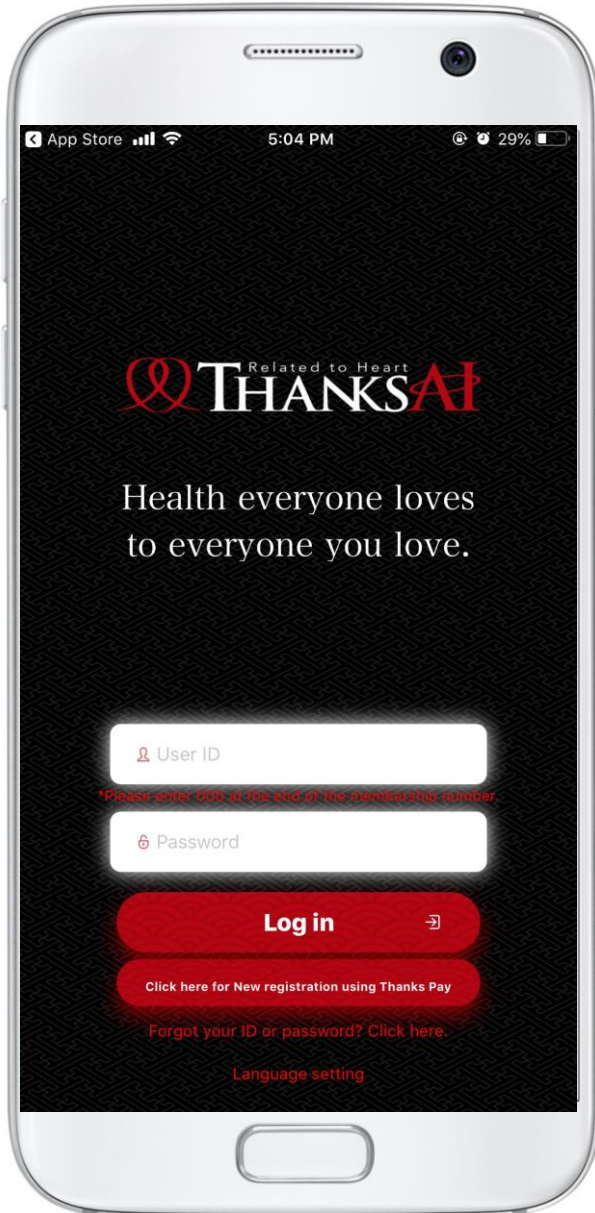 App Store
5:04 PM
29%
Related to Heart
THANKSAI
Health everyone loves
to everyone you love.
User ID
*Please enter 000 at the end of the membership number.
Password
Log in
Click here for New registration using Thanks Pay
Forgot your ID or password? Click here.
Language setting